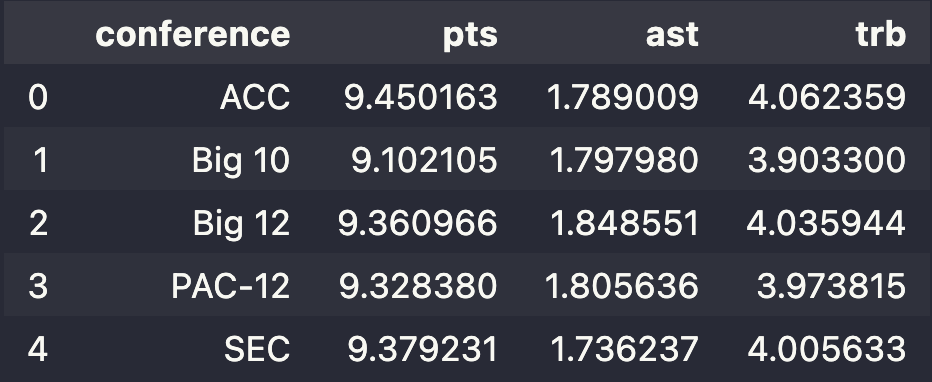 conference pts ast trb
0 ACC 9.450163 1.789009 4.062359
1 Big 10 9.102105 1.797980 3.903300
2 Big 12 9.360966 1.848551 4.035944
3 PAC-12 9.328380 1.805636 3.973815
4 SEC 9.379231 1.736237 4.005633